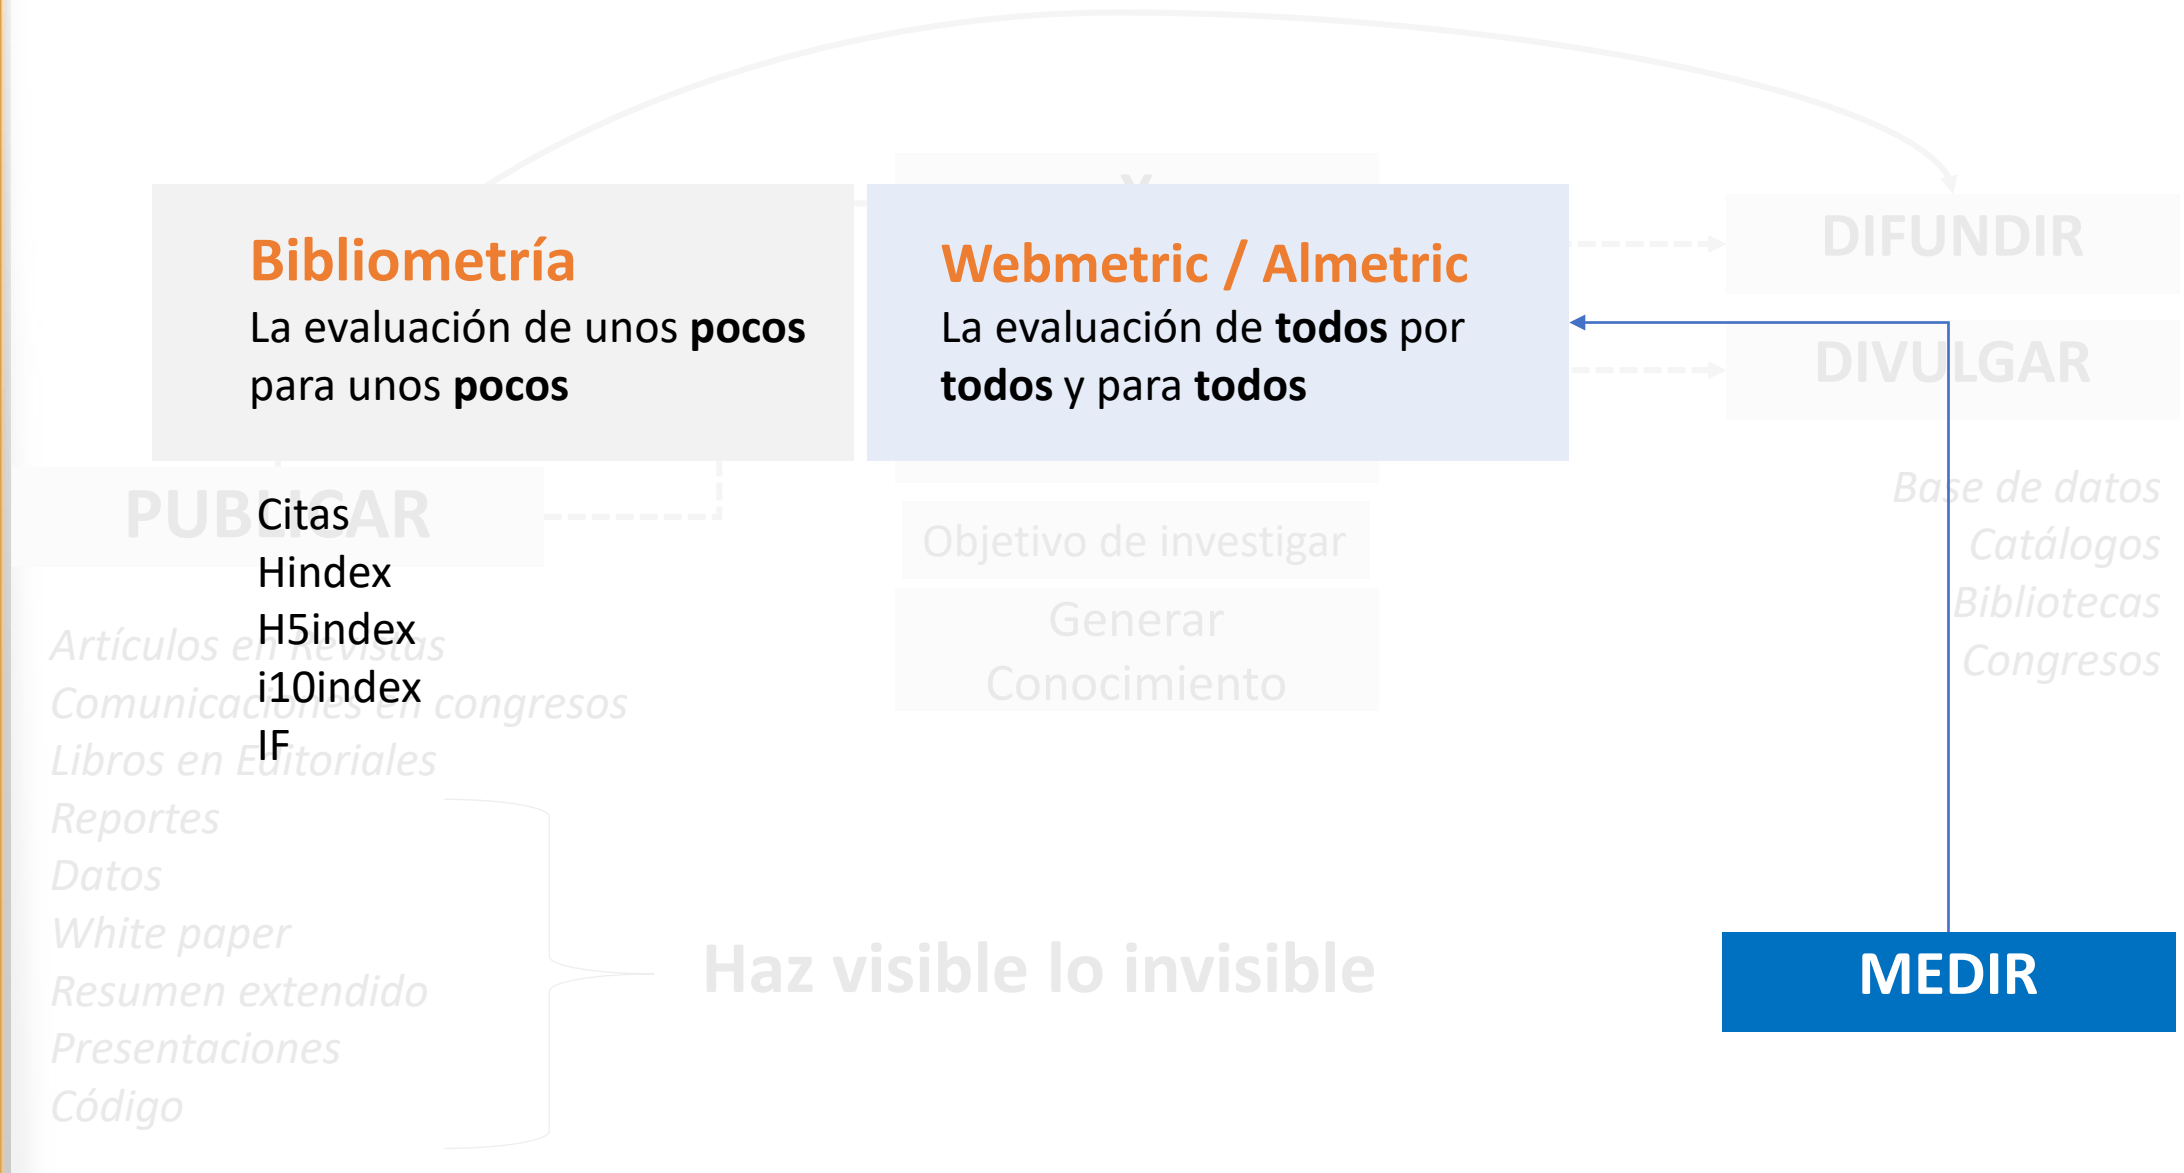 Bibliometría
La evaluación de unos pocos
para unos pocos
Webmetric / Almetric
La evaluación de todos por
todos y para todos
DIFUNDIR
DIVULGAR
PUBLICAR
Citas
Hindex
H5index
i10index
IF
Artículos en Revistas
Comunicaciones en congresos
Libros en Editoriales
Reportes
Datos
White paper
Resumen extendido
Presentaciones
Código
Objetivo de investigar
Generar
Conocimiento
Base de datos
Catálogos
Bibliotecas
Congresos
Haz visible lo invisible
MEDIR